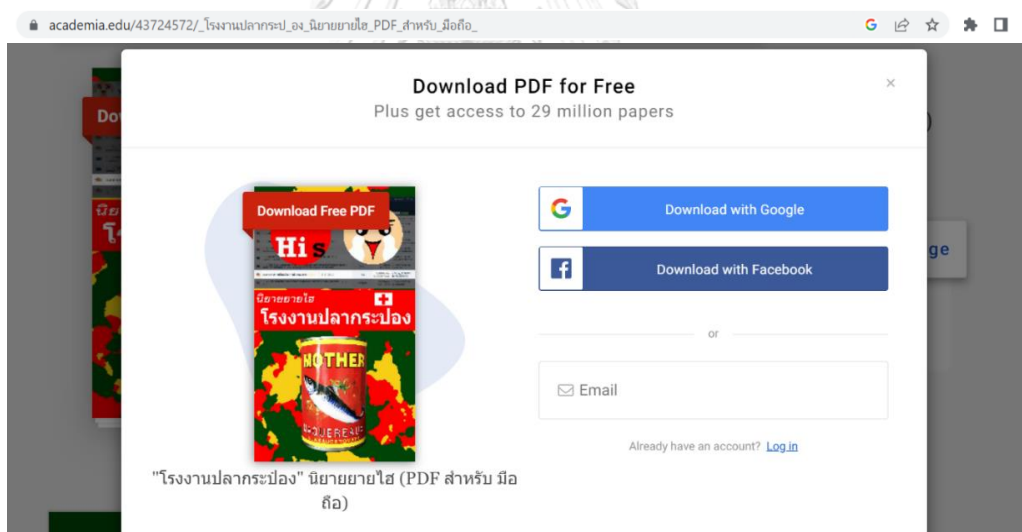 academia.edu/43724572/_โรงงานปลากระป_อง_นิยายยายไฮ_PDF_สำหรับ_มือถือ_
Download PDF for Free
Plus get access to 29 million papers
Download Free PDF
His
นิยายยายไฮ
โรงงานปลากระป๋อง
MOTHER
"โรงงานปลากระป๋อง" นิยายยายไฮ (PDF สำหรับ มือ
ถือ)
Download with Google
Download with Facebook
or
Email
Already have an account? Log in